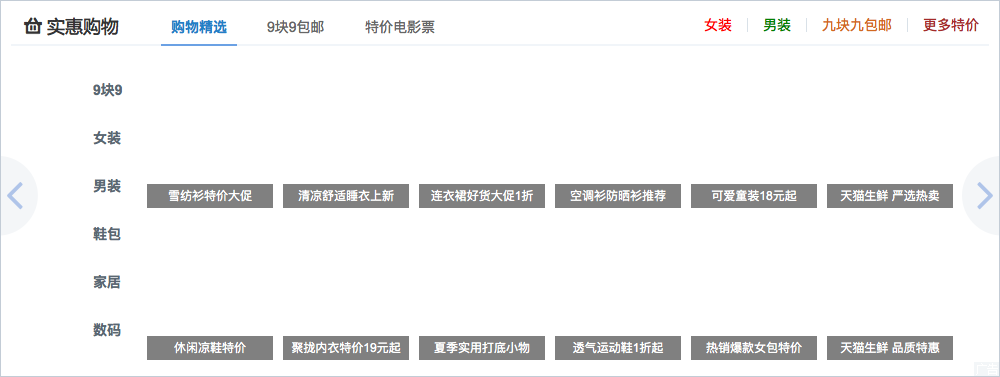 实惠购物 购物精选 9块9包邮 特价电影票 女装 男装 九块九包邮 更多特价
9块9
女装
男装
雪纺衫特价大促 清凉舒适睡衣上新 连衣裙好货大促1折 空调衫防晒衫推荐 可爱童装18元起 天猫生鲜 严选热卖
鞋包
家居
数码
休闲凉鞋特价 聚拢内衣特价19元起 夏季实用打底小物 透气运动鞋1折起 热销爆款女包特价 天猫生鲜 品质特惠